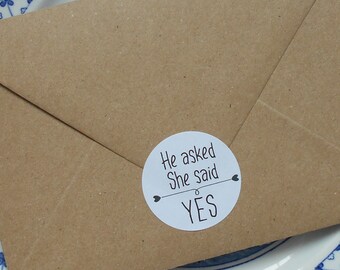 He asked
She said
YES